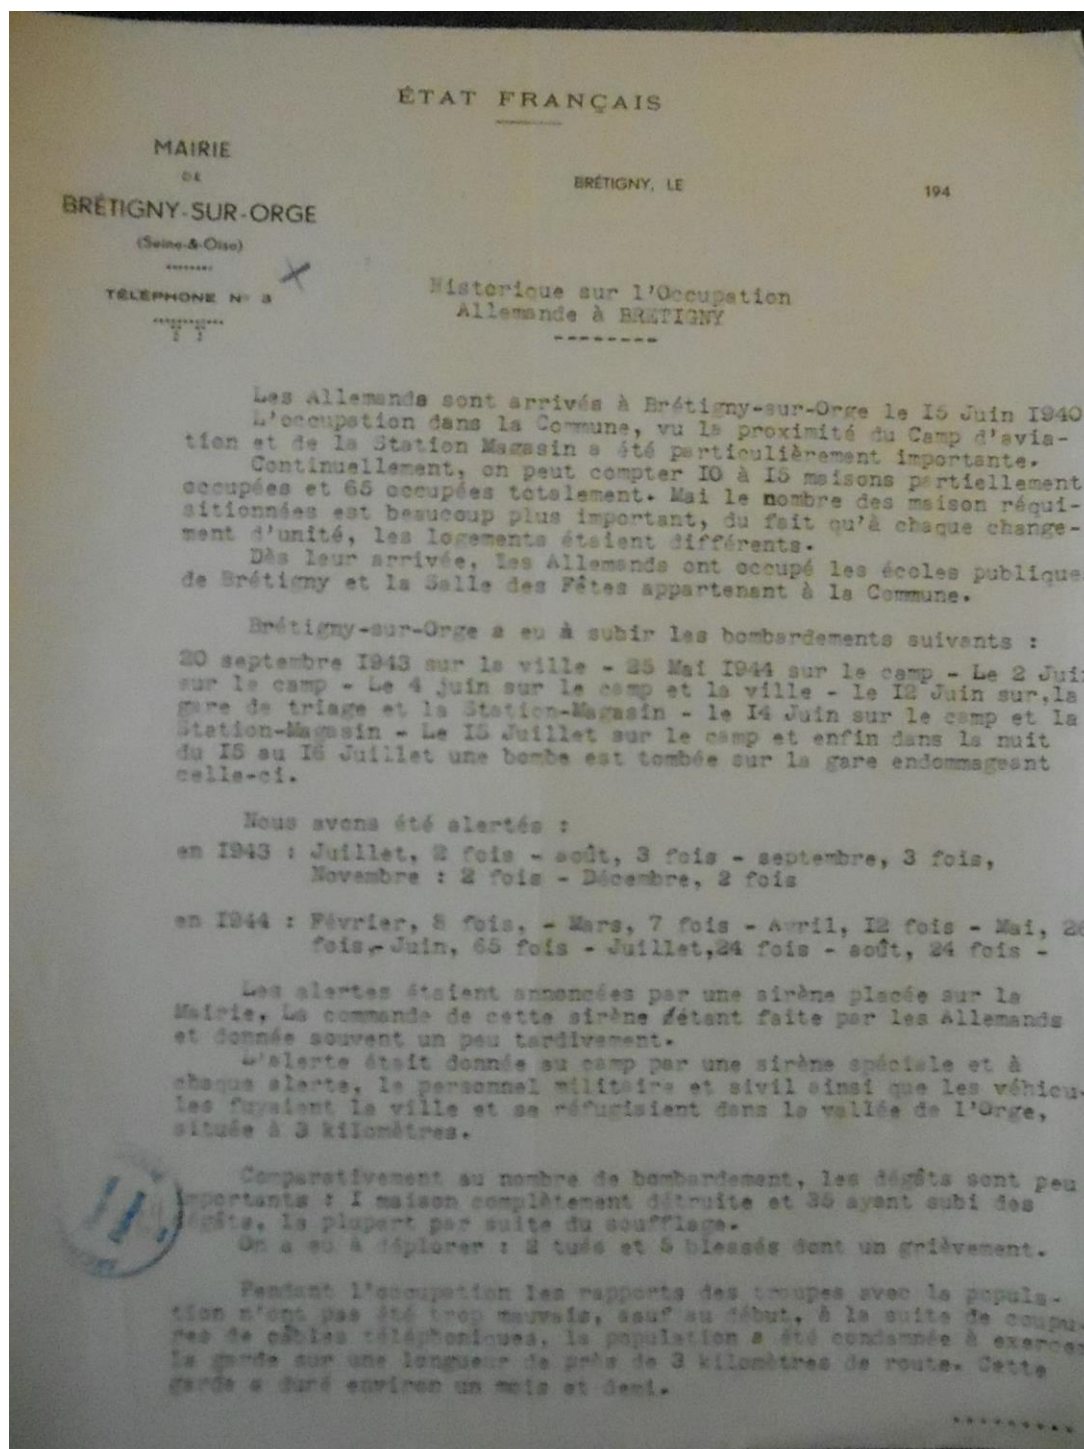 ÉTAT FRANÇAIS
MAIRIE
DE
BRÉTIGNY-SUR-ORGE
(Seine-&-Oise)
TÉLÉPHONE N° 3
BRÉTIGNY, LE 194
Historique sur l'Occupation
Allemande à BRETIGNY
--------
Les Allemands sont arrivés à Brétigny-sur-Orge le I5 Juin I940
L'occupation dans la Commune, vu la proximité du Camp d'avia-
tion et de la Station Magasin a été particulièrement importante.
Continuellement, on peut compter IO à I5 maisons partiellement
occupées et 65 occupées totalement. Mai le nombre des maison réqui-
sitionnées est beaucoup plus important, du fait qu'à chaque change-
ment d'unité, les logements étaient différents.
Dès leur arrivée, les Allemands ont occupé les écoles publique
de Brétigny et la Salle des Fêtes appartenant à la Commune.
Brétigny-sur-Orge a eu à subir les bombardements suivants :
20 septembre I943 sur la ville - 25 Mai I944 sur le camp - Le 2 Juin
sur le camp - Le 4 juin sur le camp et la ville - le I2 Juin sur,la
gare de triage et la Station-Magasin - le I4 Juin sur le camp et la
Station-Magasin - Le I5 Juillet sur le camp et enfin dans la nuit
du I5 au I6 Juillet une bombe est tombée sur la gare endommageant
celle-ci.
Nous avons été alertés :
en I943 : Juillet, 2 fois - août, 3 fois - septembre, 3 fois,
Novembre : 2 fois - Décembre, 2 fois
en I944 : Février, 8 fois, - Mars, 7 fois - Avril, I2 fois - Mai,
fois,- Juin, 65 fois - Juillet,24 fois - août, 24 fois -
Les alertes étaient annoncées par une sirène placée sur la
Mairie, La commande de cette sirène étant faite par les Allemands
et donnée souvent un peu tardivement.
L'alerte était donnée au camp par une sirène spéciale et à
chaque alerte, le personnel militaire et sivil ainsi que les véhicu-
les fuyaient la ville et se réfugiaient dans la vallée de l'Orge,
située à 3 kilomètres.
Comparativement au nombre de bombardement, les dégâts sont peu
importants : I maison complètement détruite et 35 ayant subi des
dégâts, la plupart par suite du soufflage.
On a eu à déplorer : 2 tués et 5 blessés dont un grièvement.
Pendant l'occupation les rapports des troupes avec la popula-
tion n'ont pas été trop mauvais, sauf au début, à la suite de coupu-
res de cables téléphoniques, la population a été condamnée à exercer
la garde sur une longueur de près de 3 kilomètres de route. Cette
garde a duré environ un mois et demi.
.........